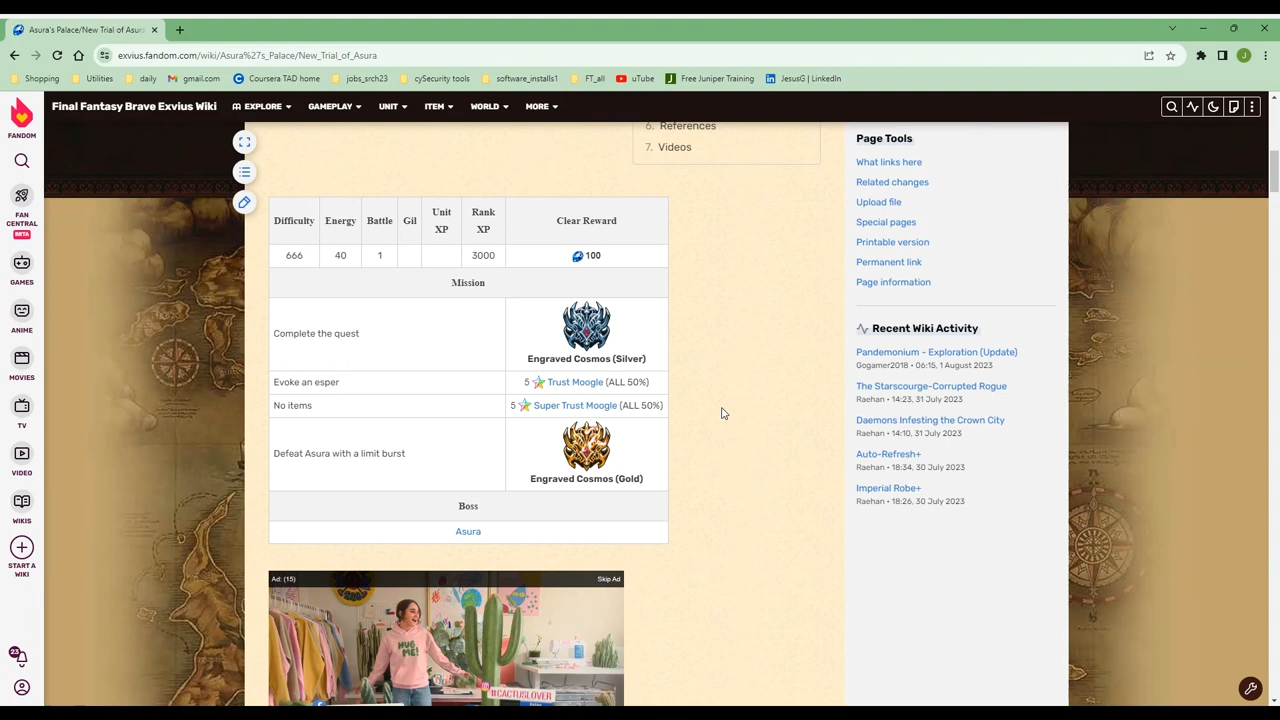 Asura's Palace/New Trial of Asura
exvius.fandom.com/wiki/Asura%27s_Palace/New_Trial_of_Asura
J
Shopping
Utilities
daily
gmail.com
Coursera TAD home
jobs_srch23
cySecurity tools
software_installs1
FT_all
uTube
Free Juniper Training
LinkedIn | JesusG | LinkedIn
FANDOM
FAN
CENTRAL
BETA
GAMES
ANIME
MOVIES
TV
VIDEO
WIKIS
START A
WIKI
23
Final Fantasy Brave Exvius Wiki
EXPLORE
GAMEPLAY
UNIT
ITEM
WORLD
MORE
6. References
7. Videos
Difficulty Energy Battle Gil Unit XP Rank XP Clear Reward
666 40 1 3000 100
Mission
Complete the quest
Engraved Cosmos (Silver)
Evoke an esper 5 Trust Moogle (ALL 50%)
No items 5 Super Trust Moogle (ALL 50%)
Defeat Asura with a limit burst
Engraved Cosmos (Gold)
Boss
Asura
Ad: (15)
Skip Ad
HUG
ME!
#CACTUSLOVER
Page Tools
What links here
Related changes
Upload file
Special pages
Printable version
Permanent link
Page information
Recent Wiki Activity
Pandemonium - Exploration (Update)
Gogamer2018 • 06:15, 1 August 2023
The Starscourge-Corrupted Rogue
Raehan • 14:23, 31 July 2023
Daemons Infesting the Crown City
Raehan • 14:10, 31 July 2023
Auto-Refresh+
Raehan • 18:34, 30 July 2023
Imperial Robe+
Raehan • 18:26, 30 July 2023